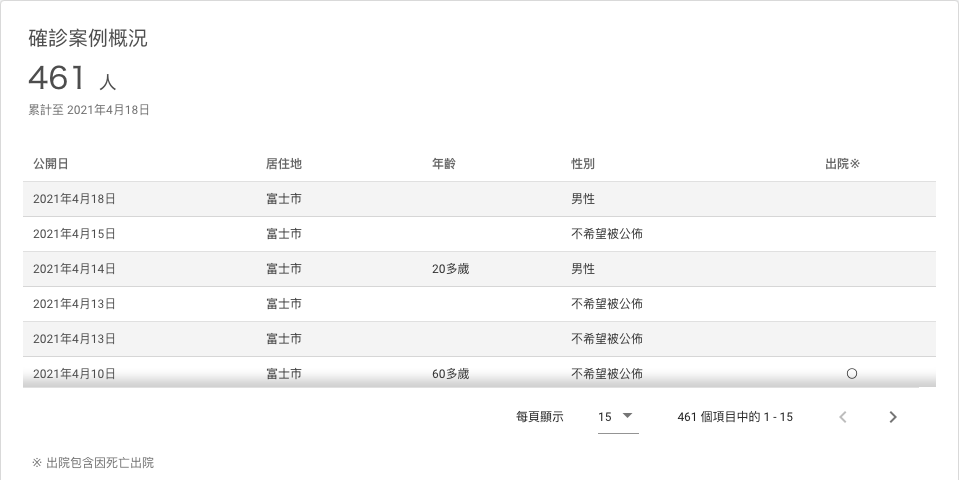 確診案例概況
461 人
累計至 2021年4月18日
公開日 居住地 年齡 性別 出院※
2021年4月18日 富士市 男性
2021年4月15日 富士市 不希望被公佈
2021年4月14日 富士市 20多歲 男性
2021年4月13日 富士市 不希望被公佈
2021年4月13日 富士市 不希望被公佈
2021年4月10日 富士市 60多歲 不希望被公佈 ○
每頁顯示 15 461 個項目中的 1 - 15
※ 出院包含因死亡出院